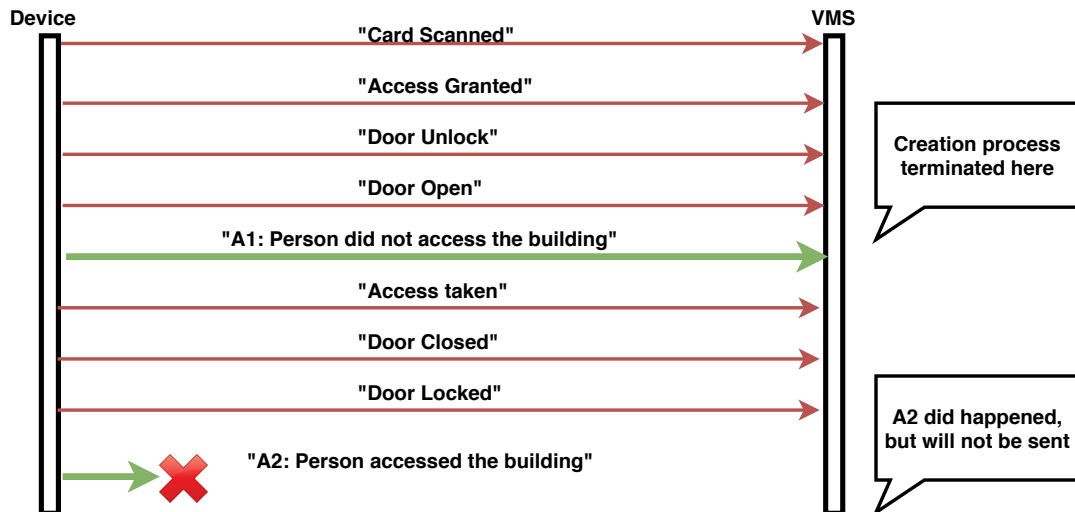 Device
VMS
"Card Scanned"
"Access Granted"
"Door Unlock"
"Door Open"
Creation process
terminated here
"A1: Person did not access the building"
"Access taken"
"Door Closed"
"Door Locked"
A2 did happened,
but will not be sent
"A2: Person accessed the building"